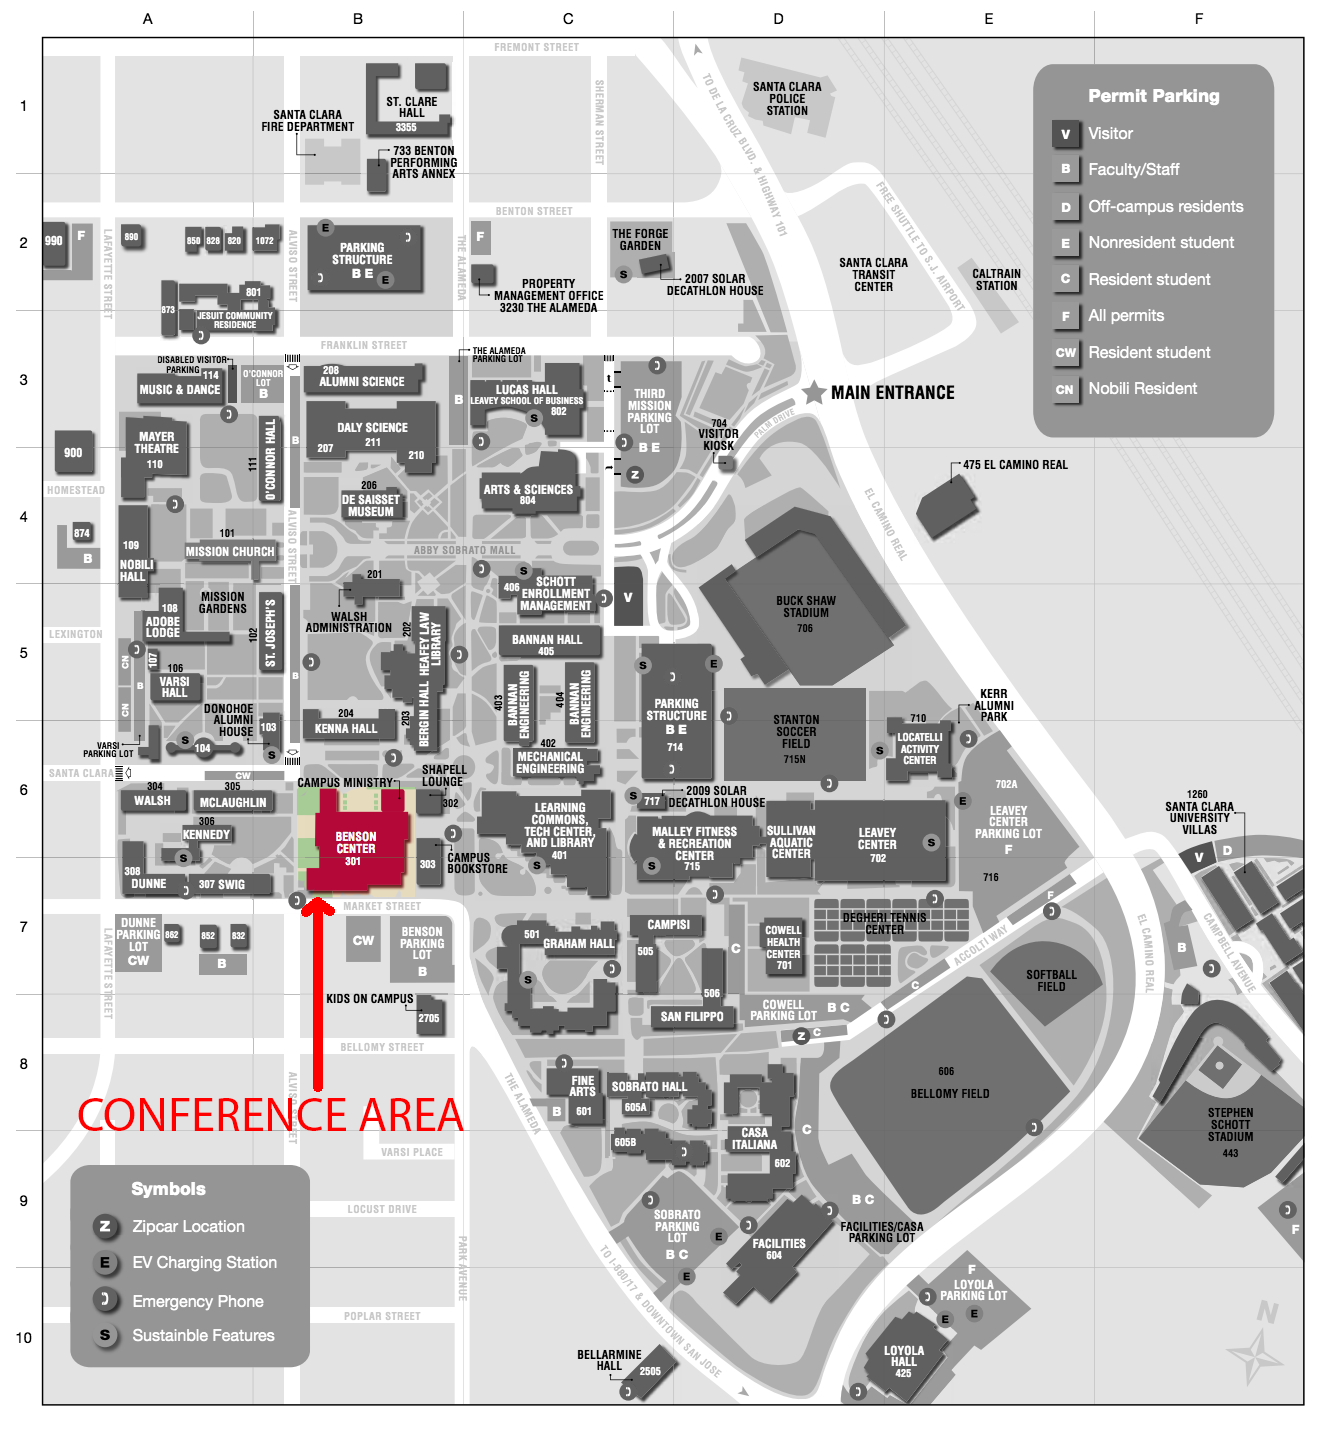 A B C D E F
FREMONT STREET
1
SHERMAN STREET
ST. CLARE
HALL
3355
SANTA CLARA
FIRE DEPARTMENT
733 BENTON
PERFORMING
ARTS ANNEX
TO DE LA CRUZ BLVD. & HIGHWAY 101
SANTA CLARA
POLICE
STATION
Permit Parking
V Visitor
B Faculty/Staff
D Off-campus residents
E Nonresident student
C Resident student
F All permits
CW Resident student
CN Nobili Resident
FREE SHUTTLE TO S.J. AIRPORT
BENTON STREET
2
990
F
LAFAYETTE STREET
890
850
828
820
1072
ALVISO STREET
E
PARKING
STRUCTURE
B E
E
THE ALAMEDA
F
PROPERTY
MANAGEMENT OFFICE
3230 THE ALAMEDA
THE FORGE
GARDEN
S
2007 SOLAR
DECATHLON HOUSE
SANTA CLARA
TRANSIT
CENTER
CALTRAIN
STATION
873
801
JESUIT COMMUNITY
RESIDENCE
FRANKLIN STREET
3
DISABLED VISITOR
PARKING
114
MUSIC & DANCE
O'CONNOR
LOT
B
208
ALUMNI SCIENCE
THE ALAMEDA
PARKING LOT
B
LUCAS HALL
LEAVEY SCHOOL OF BUSINESS
S
802
t
THIRD
MISSION
PARKING
LOT
B E
Z
704
VISITOR
KIOSK
PALM DRIVE
MAIN ENTRANCE
900
MAYER
THEATRE
110
111
O'CONNOR HALL
B
DALY SCIENCE
211
207
210
475 EL CAMINO REAL
EL CAMINO REAL
HOMESTEAD
4
206
DE SAISSET
MUSEUM
ARTS & SCIENCES
804
874
B
109
NOBILI
HALL
101
MISSION CHURCH
ALVISO STREET
ABBY SOBRATO MALL
201
WALSH
ADMINISTRATION
S
406
SCHOTT
ENROLLMENT
MANAGEMENT
V
BUCK SHAW
STADIUM
706
LEXINGTON
5
108
ADOBE
LODGE
MISSION
GARDENS
102
ST. JOSEPH'S
202
HEAFEY LAW
LIBRARY
BANNAN HALL
405
CN
B
CN
107
106
VARSI
HALL
B
203
BERGIN HALL
403
BANNAN
ENGINEERING
404
BANNAN
ENGINEERING
S
E
PARKING
STRUCTURE
B E
714
STANTON
SOCCER
FIELD
715N
KERR
ALUMNI
PARK
710
LOCATELLI
ACTIVITY
CENTER
S
DONOHOE
ALUMNI
HOUSE
103
S
204
KENNA HALL
VARSI
PARKING LOT
S
104
402
MECHANICAL
ENGINEERING
SANTA CLARA
CW
6
304
WALSH
305
MCLAUGHLIN
CAMPUS MINISTRY
SHAPELL
LOUNGE
302
LEARNING
COMMONS,
TECH CENTER,
AND LIBRARY
401
S
S
717
2009 SOLAR
DECATHLON HOUSE
MALLEY FITNESS
& RECREATION
CENTER
715
S
SULLIVAN
AQUATIC
CENTER
LEAVEY
CENTER
702
S
E
702A
LEAVEY
CENTER
PARKING LOT
F
1260
SANTA CLARA
UNIVERSITY
VILLAS
V
D
306
KENNEDY
S
BENSON
CENTER
301
303
CAMPUS
BOOKSTORE
308
DUNNE
307 SWIG
716
F
MARKET STREET
7
DUNNE
PARKING
LOT
CW
LAFAYETTE STREET
862
852
832
B
CW
BENSON
PARKING
LOT
B
501
GRAHAM HALL
S
CAMPISI
505
506
C
COWELL
HEALTH
CENTER
701
DEGHERI TENNIS
CENTER
ACCOLTI WAY
C
SOFTBALL
FIELD
EL CAMINO REAL
CAMPBELL AVENUE
B
KIDS ON CAMPUS
2705
SAN FILIPPO
COWELL
PARKING LOT
B C
Z
C
BELLOMY STREET
8
ALVISO STREET
CONFERENCE AREA
THE ALAMEDA
FINE
ARTS
601
B
SOBRATO HALL
605A
605B
CASA
ITALIANA
602
C
606
BELLOMY FIELD
STEPHEN
SCHOTT
STADIUM
443
VARSI PLACE
9
LOCUST DRIVE
PARK AVENUE
SOBRATO
PARKING
LOT
B C
E
E
FACILITIES
604
B C
FACILITIES/CASA
PARKING LOT
F
Symbols
Z Zipcar Location
E EV Charging Station
Emergency Phone
S Sustainble Features
TO I-880/17 & DOWNTOWN SAN JOSE
F
LOYOLA
PARKING LOT
E
E
10
POPLAR STREET
BELLARMINE
HALL
2505
LOYOLA
HALL
425
N